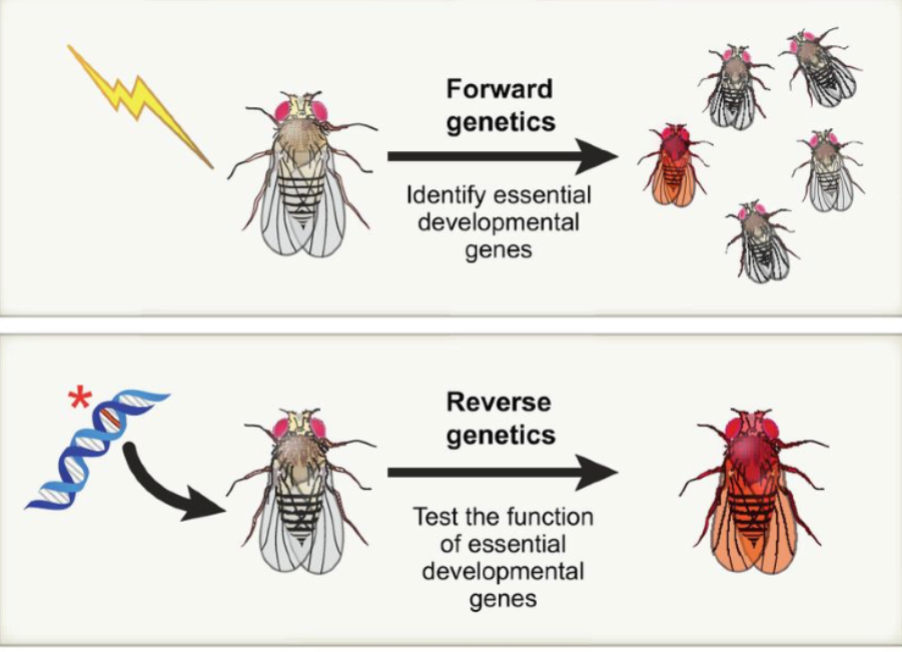 Forward
genetics
Identify essential
developmental
genes
*
Reverse
genetics
Test the function
of essential
developmental
genes